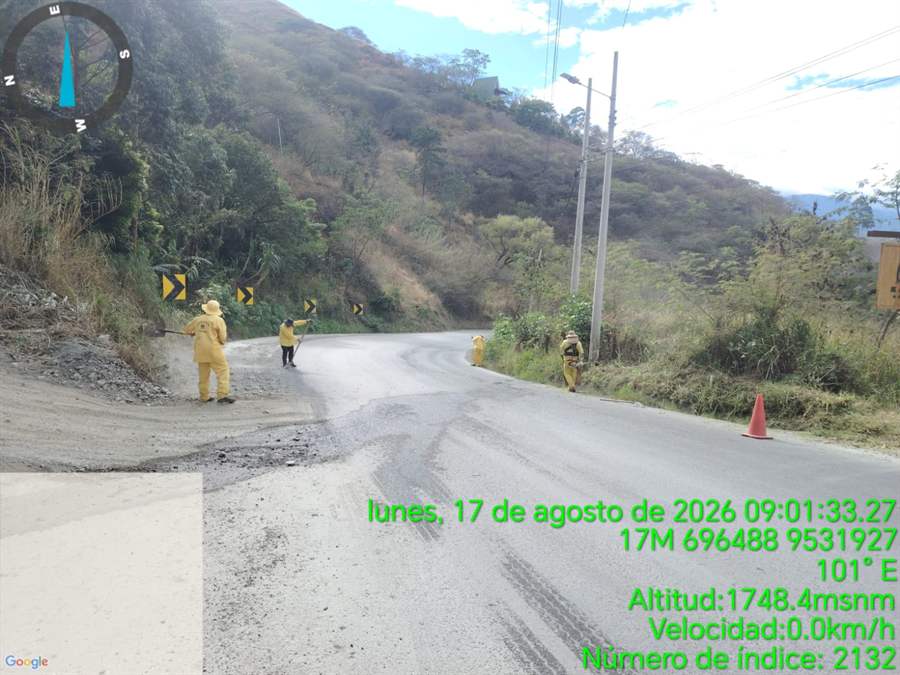 E
S
N
W
lunes, 17 de agosto de 2026 09:01:33.27
17M 696488 9531927
101° E
Altitud:1748.4msnm
Velocidad:0.0km/h
Número de índice: 2132
Google